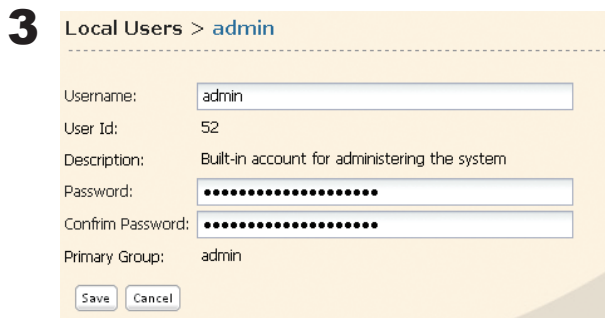 3
Local Users > admin
Username: admin
User Id: 52
Description: Built-in account for administering the system
Password: ••••••••••••••••••••
Confrim Password: ••••••••••••••••••••
Primary Group: admin
Save Cancel